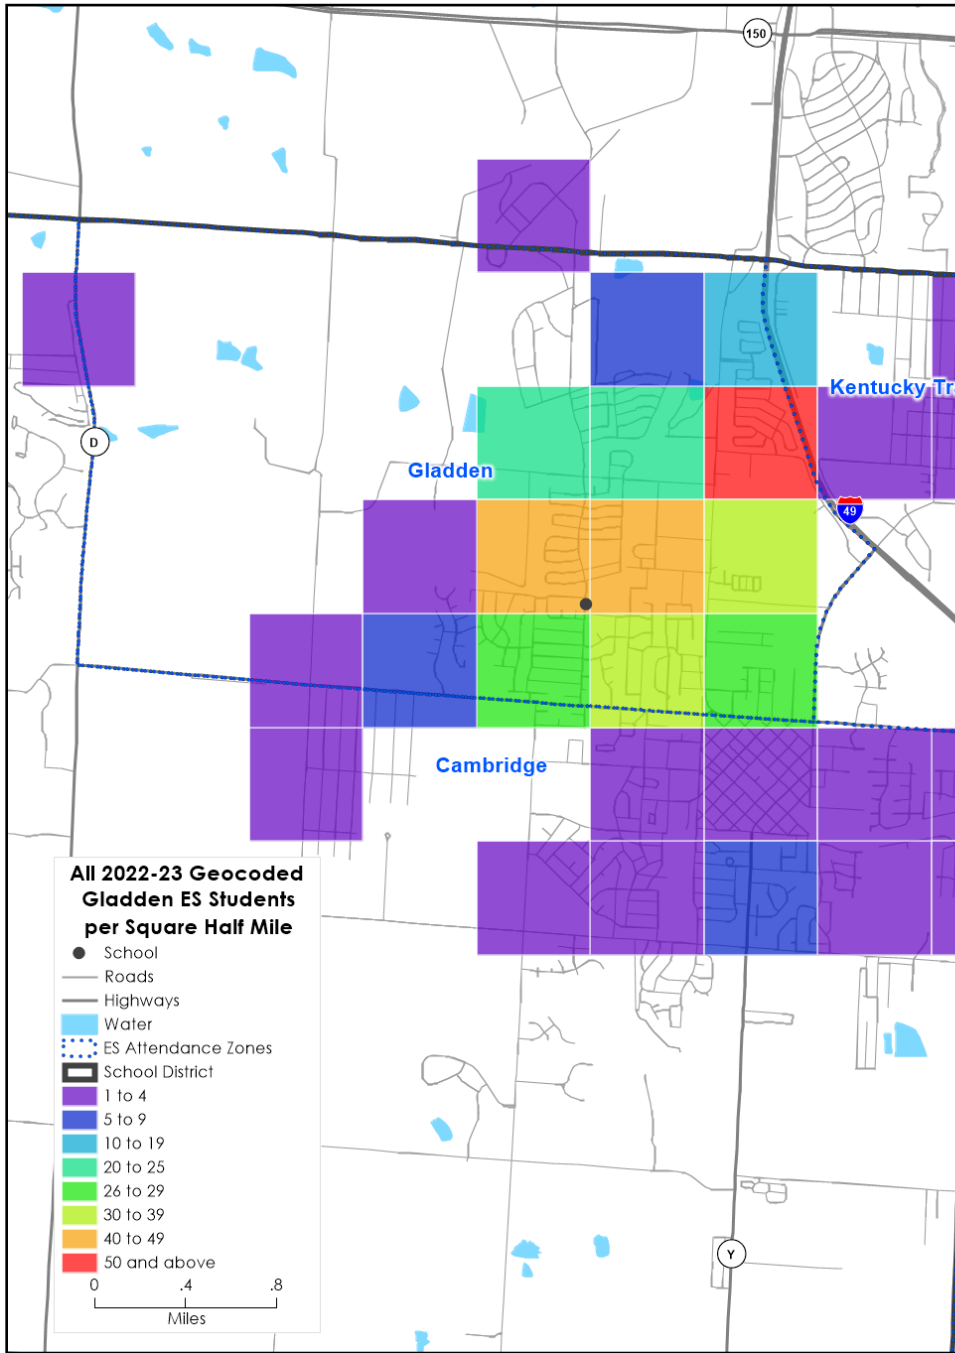 150
Kentucky Tr
D
Gladden
49
Cambridge
All 2022-23 Geocoded
Gladden ES Students
per Square Half Mile
School
Roads
Highways
Water
ES Attendance Zones
School District
1 to 4
5 to 9
10 to 19
20 to 25
26 to 29
30 to 39
40 to 49
50 and above
0 .4 .8
Miles
Y